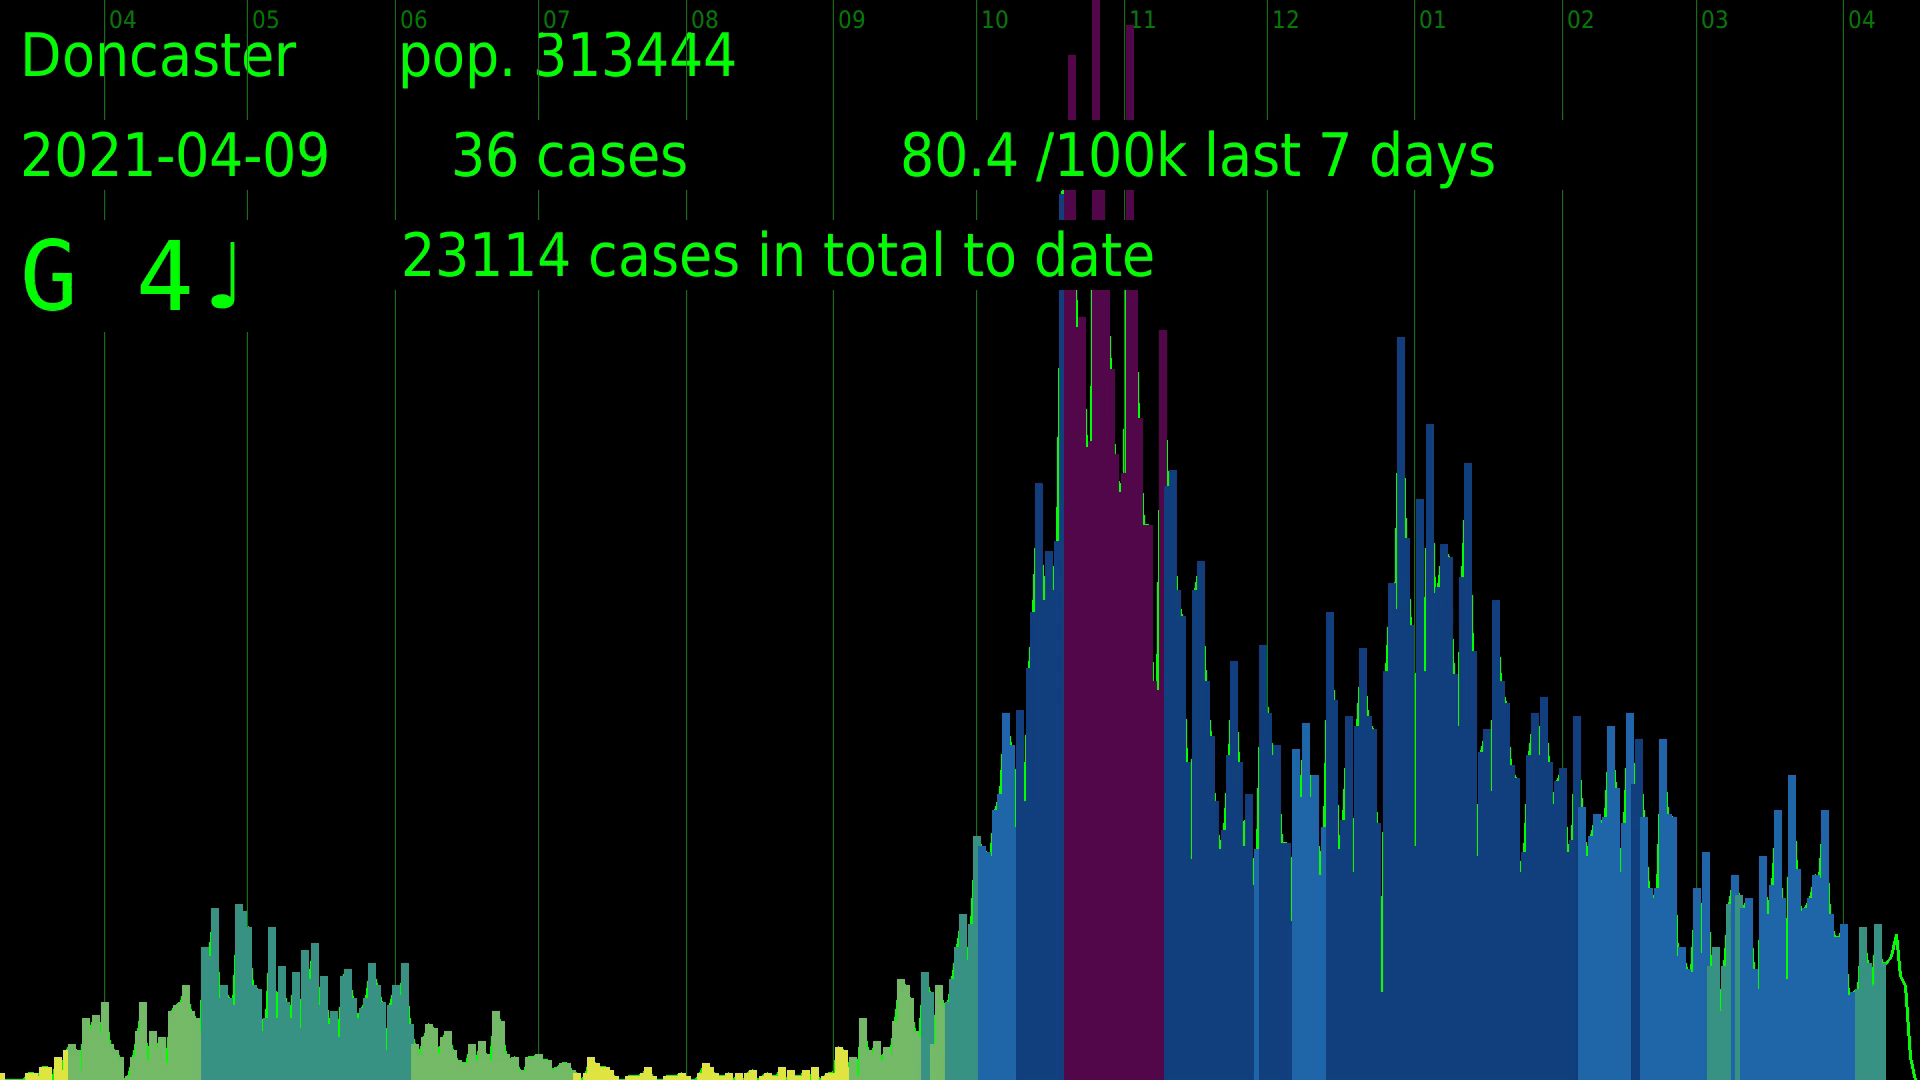 04 05 06 07 08 09 10 11 12 01 02 03 04
Doncaster pop. 313444
2021-04-09 36 cases 80.4 /100k last 7 days
G 4♩ 23114 cases in total to date